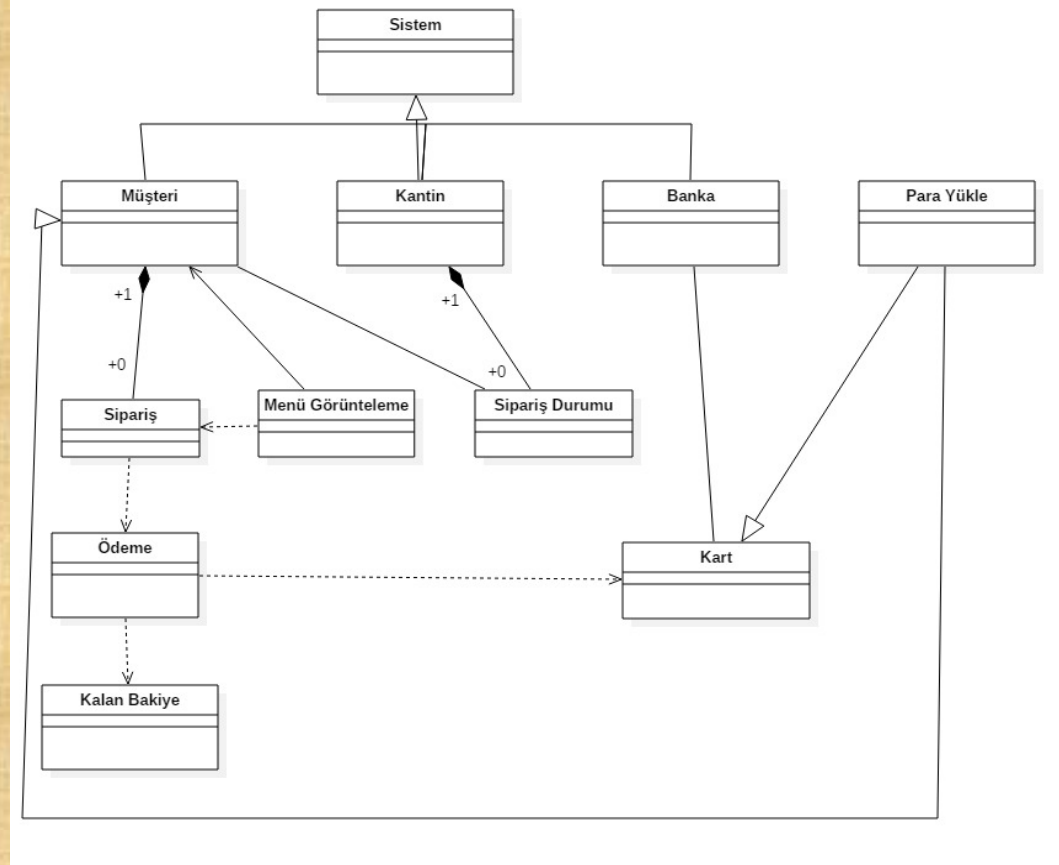 Sistem
Müşteri
Kantin
Banka
Para Yükle
+1
+1
+0
+0
Sipariş
Menü Görünteleme
Sipariş Durumu
Ödeme
Kart
Kalan Bakiye